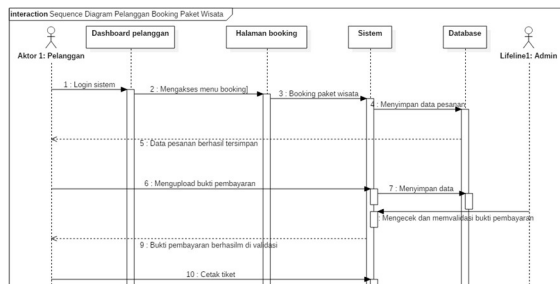 interaction Sequence Diagram Pelanggan Booking Paket Wisata
Dashboard pelanggan
Halaman booking
Sistem
Database
Aktor 1: Pelanggan
Lifeline1: Admin
1 : Login sistem
2 : Mengakses menu booking]
3 : Booking paket wisata
4 : Menyimpan data pesanan
5 : Data pesanan berhasil tersimpan
6 : Mengupload bukti pembayaran
7 : Menyimpan data
: Mengecek dan memvalidasi bukti pembayaran
9 : Bukti pembayaran berhasilm di validasi
10 : Cetak tiket